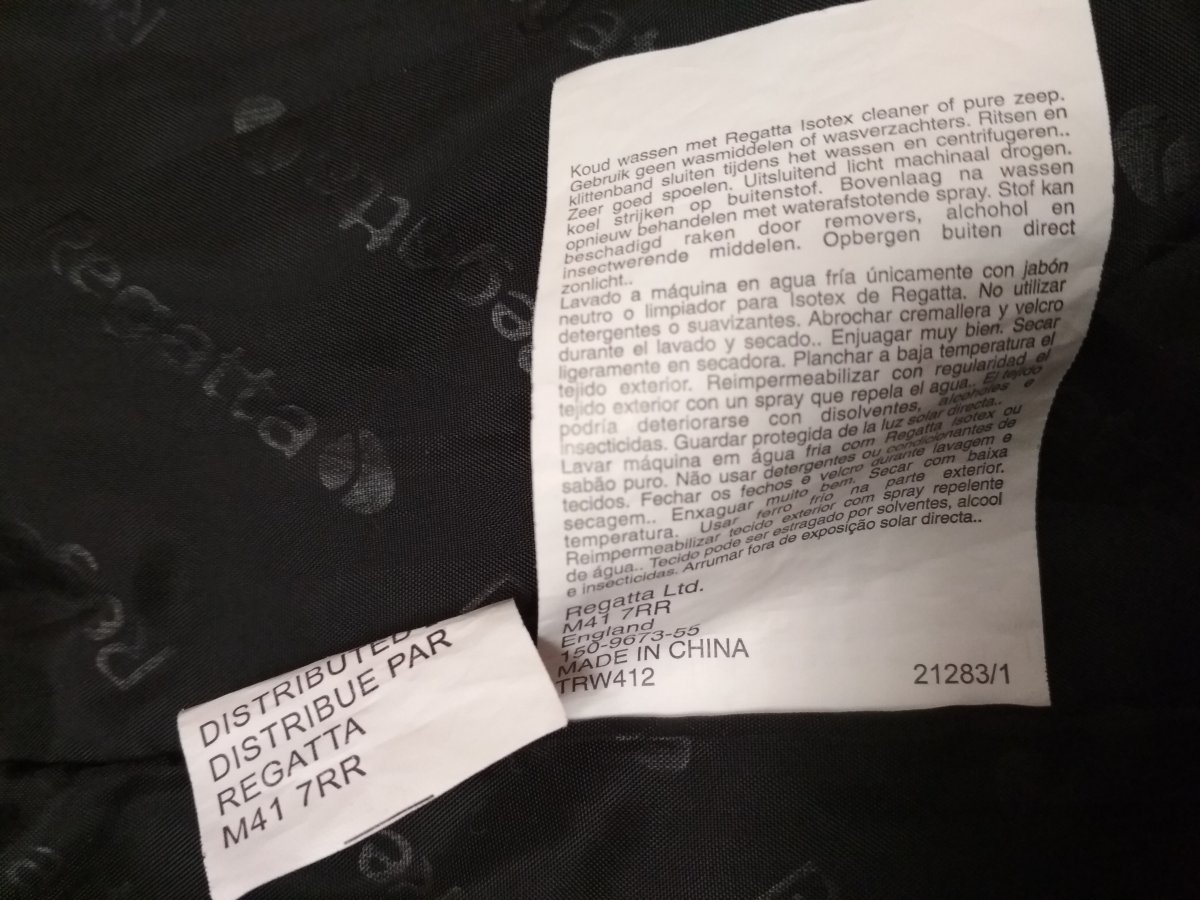 Koud wassen met Regatta Isotex cleaner of pure zeep.
Gebruik geen wasmiddelen of wasverzachters. Ritsen en
klittenband sluiten tijdens het wassen en centrifugeren..
Zeer goed spoelen. Uitsluitend licht machinaal drogen.
koel strijken op buitenstof. Bovenlaag na wassen
opnieuw behandelen met waterafstotende spray. Stof kan
beschadigd raken door removers, alchohol en
insectwerende middelen. Opbergen buiten direct
zonlicht..
Lavado a máquina en agua fría únicamente con jabón
neutro o limpiador para Isotex de Regatta. No utilizar
detergentes o suavizantes. Abrochar cremallera y velcro
durante el lavado y secado.. Enjuagar muy bien. Secar
ligeramente en secadora. Planchar a baja temperatura el
tejido exterior. Reimpermeabilizar con regularidad el
tejido exterior con un spray que repela el agua.. El tejido
podría deteriorarse con disolventes, alcoholes e
insecticidas. Guardar protegida de la luz solar directa..
Lavar máquina em água fria com Regatta Isotex ou
sabão puro. Não usar detergentes ou condicionantes de
tecidos. Fechar os fechos e velcro durante lavagem e
secagem.. Enxaguar muito bem. Secar com baixa
temperatura. Usar ferro frio na parte exterior.
Reimpermeabilizar tecido exterior com spray repelente
de água.. Tecido pode ser estragado por solventes, alcool
e insecticidas. Arrumar fora de exposição solar directa..
Regatta Ltd.
M41 7RR
England
150-9673-55
MADE IN CHINA
TRW412 21283/1
DISTRIBUTED
DISTRIBUE PAR
REGATTA
M41 7RR
regatta